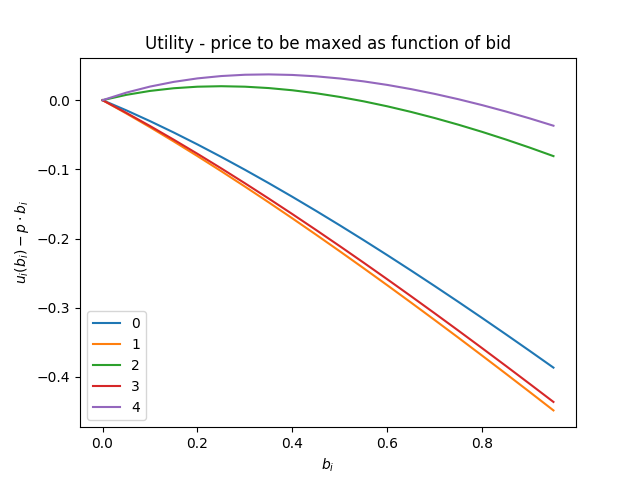 Utility - price to be maxed as function of bid
u_i(b_i) − p · b_i
0.0
−0.1
−0.2
−0.3
−0.4
0
1
2
3
4
0.0 0.2 0.4 0.6 0.8
b_i